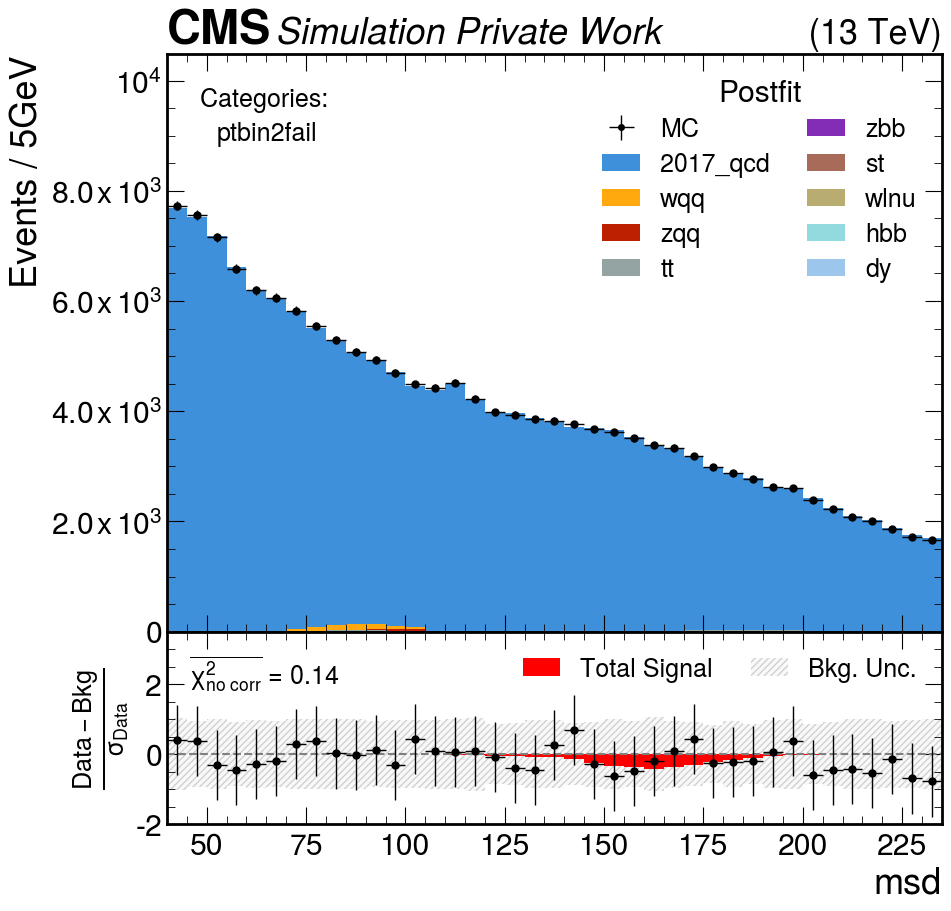 CMS Simulation Private Work (13 TeV)
Events / 5GeV
10⁴
8.0 x 10³
6.0 x 10³
4.0 x 10³
2.0 x 10³
0
Categories:
ptbin2fail
Postfit
MC
2017_qcd
wqq
zqq
tt
zbb
st
wlnu
hbb
dy
Data – Bkg
σ_Data
2
0
-2
χ²_no corr = 0.14
Total Signal
Bkg. Unc.
50 75 100 125 150 175 200 225
msd